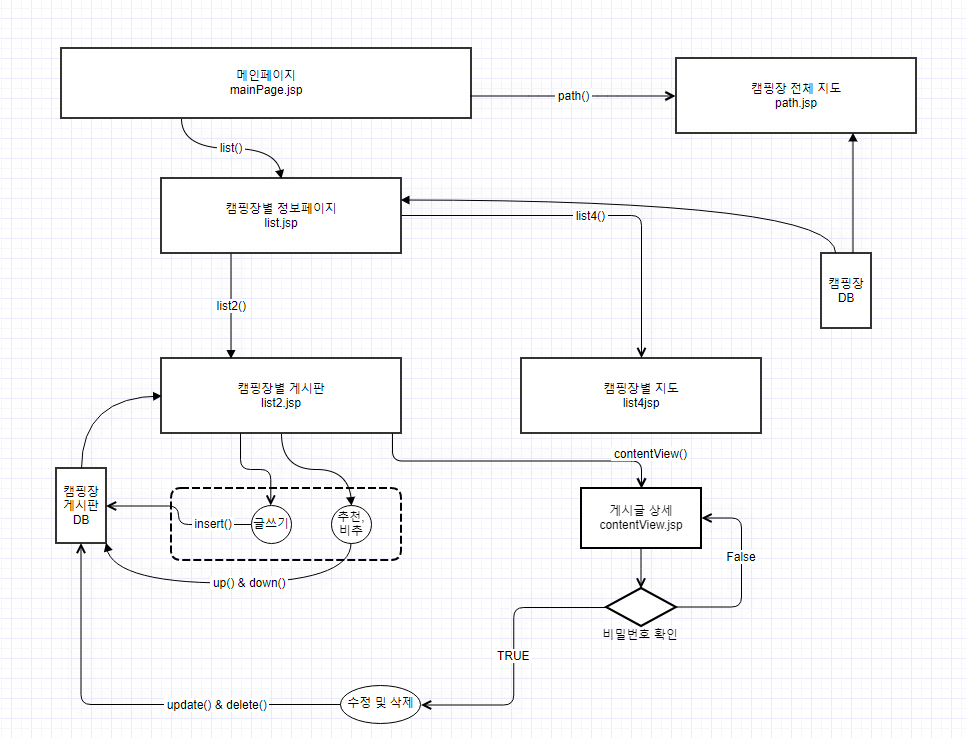 메인페이지
mainPage.jsp
path()
캠핑장 전체 지도
path.jsp
list()
캠핑장별 정보페이지
list.jsp
list4()
캠핑장
DB
list2()
캠핑장별 게시판
list2.jsp
캠핑장별 지도
list4jsp
contentView()
캠핑장
게시판
DB
insert()
글쓰기
추천,
비추
게시글 상세
contentView.jsp
False
up() & down()
비밀번호 확인
TRUE
update() & delete()
수정 및 삭제